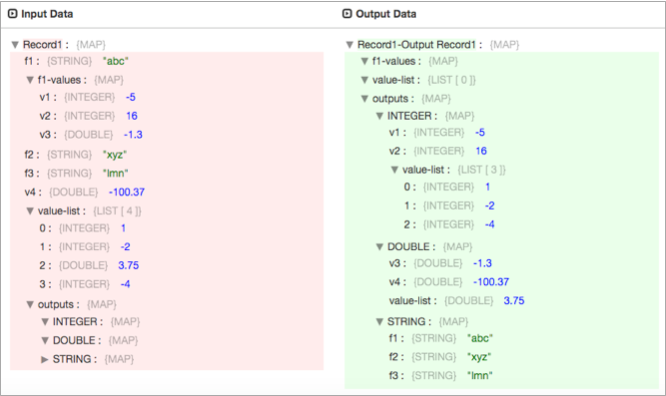 Input Data
Record1 : {MAP}
f1 : {STRING} "abc"
f1-values : {MAP}
v1 : {INTEGER} -5
v2 : {INTEGER} 16
v3 : {DOUBLE} -1.3
f2 : {STRING} "xyz"
f3 : {STRING} "lmn"
v4 : {DOUBLE} -100.37
value-list : {LIST [ 4 ]}
0 : {INTEGER} 1
1 : {INTEGER} -2
2 : {DOUBLE} 3.75
3 : {INTEGER} -4
outputs : {MAP}
INTEGER : {MAP}
DOUBLE : {MAP}
STRING : {MAP}
Output Data
Record1-Output Record1 : {MAP}
f1-values : {MAP}
value-list : {LIST [ 0 ]}
outputs : {MAP}
INTEGER : {MAP}
v1 : {INTEGER} -5
v2 : {INTEGER} 16
value-list : {LIST [ 3 ]}
0 : {INTEGER} 1
1 : {INTEGER} -2
2 : {INTEGER} -4
DOUBLE : {MAP}
v3 : {DOUBLE} -1.3
v4 : {DOUBLE} -100.37
value-list : {DOUBLE} 3.75
STRING : {MAP}
f1 : {STRING} "abc"
f2 : {STRING} "xyz"
f3 : {STRING} "lmn"